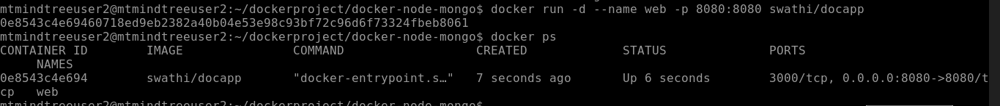 mtmindtreeuser2@mtmindtreeuser2:~/dockerproject/docker-node-mongo$ docker run -d --name web -p 8080:8080 swathi/docapp
0e8543c4e69460718ed9eb2382a40b04e53e98c93bf72c96d6f73324fbeb8061
mtmindtreeuser2@mtmindtreeuser2:~/dockerproject/docker-node-mongo$ docker ps
CONTAINER ID        IMAGE               COMMAND                  CREATED             STATUS              PORTS
     NAMES
0e8543c4e694        swathi/docapp       "docker-entrypoint.s…"   7 seconds ago       Up 6 seconds        3000/tcp, 0.0.0.0:8080->8080/t
cp   web
mtmindtreeuser2@mtmindtreeuser2:~/dockerproject/docker-node-mongo$